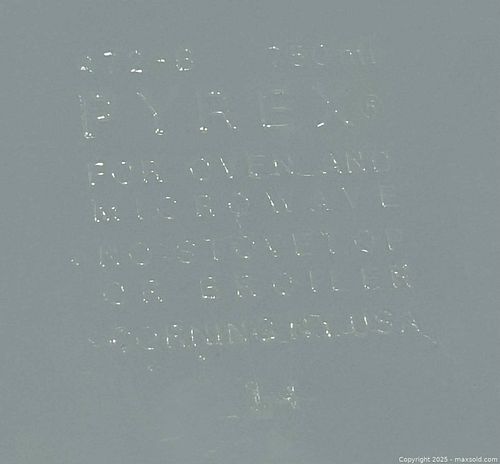 PYREX®
FOR OVEN AND
MICROWAVE
NO STOVETOP
OR BROILER
CORNING, NY. USA
Copyright 2025 - maxsold.com